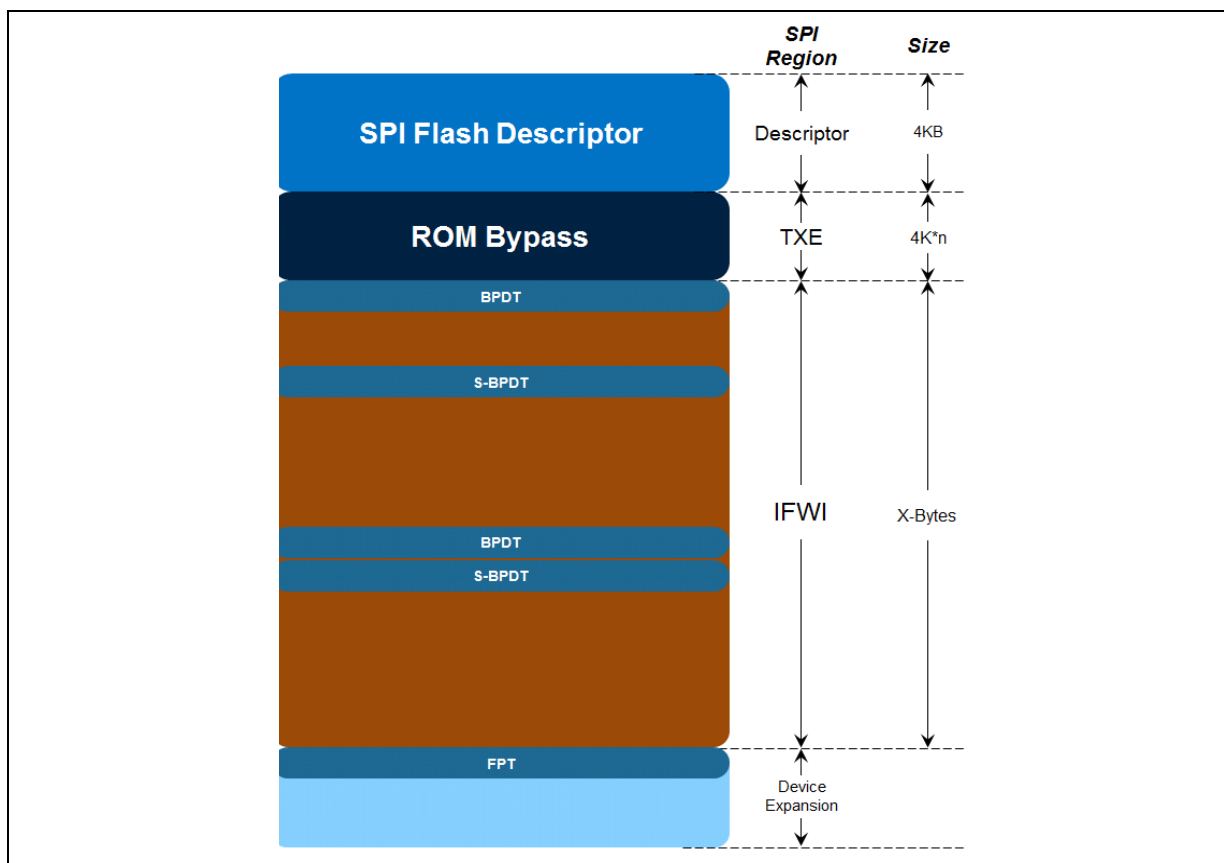 SPI
Region
Size
SPI Flash Descriptor
Descriptor
4KB
ROM Bypass
TXE
4K*n
BPDT
S-BPDT
IFWI
X-Bytes
BPDT
S-BPDT
FPT
Device
Expansion